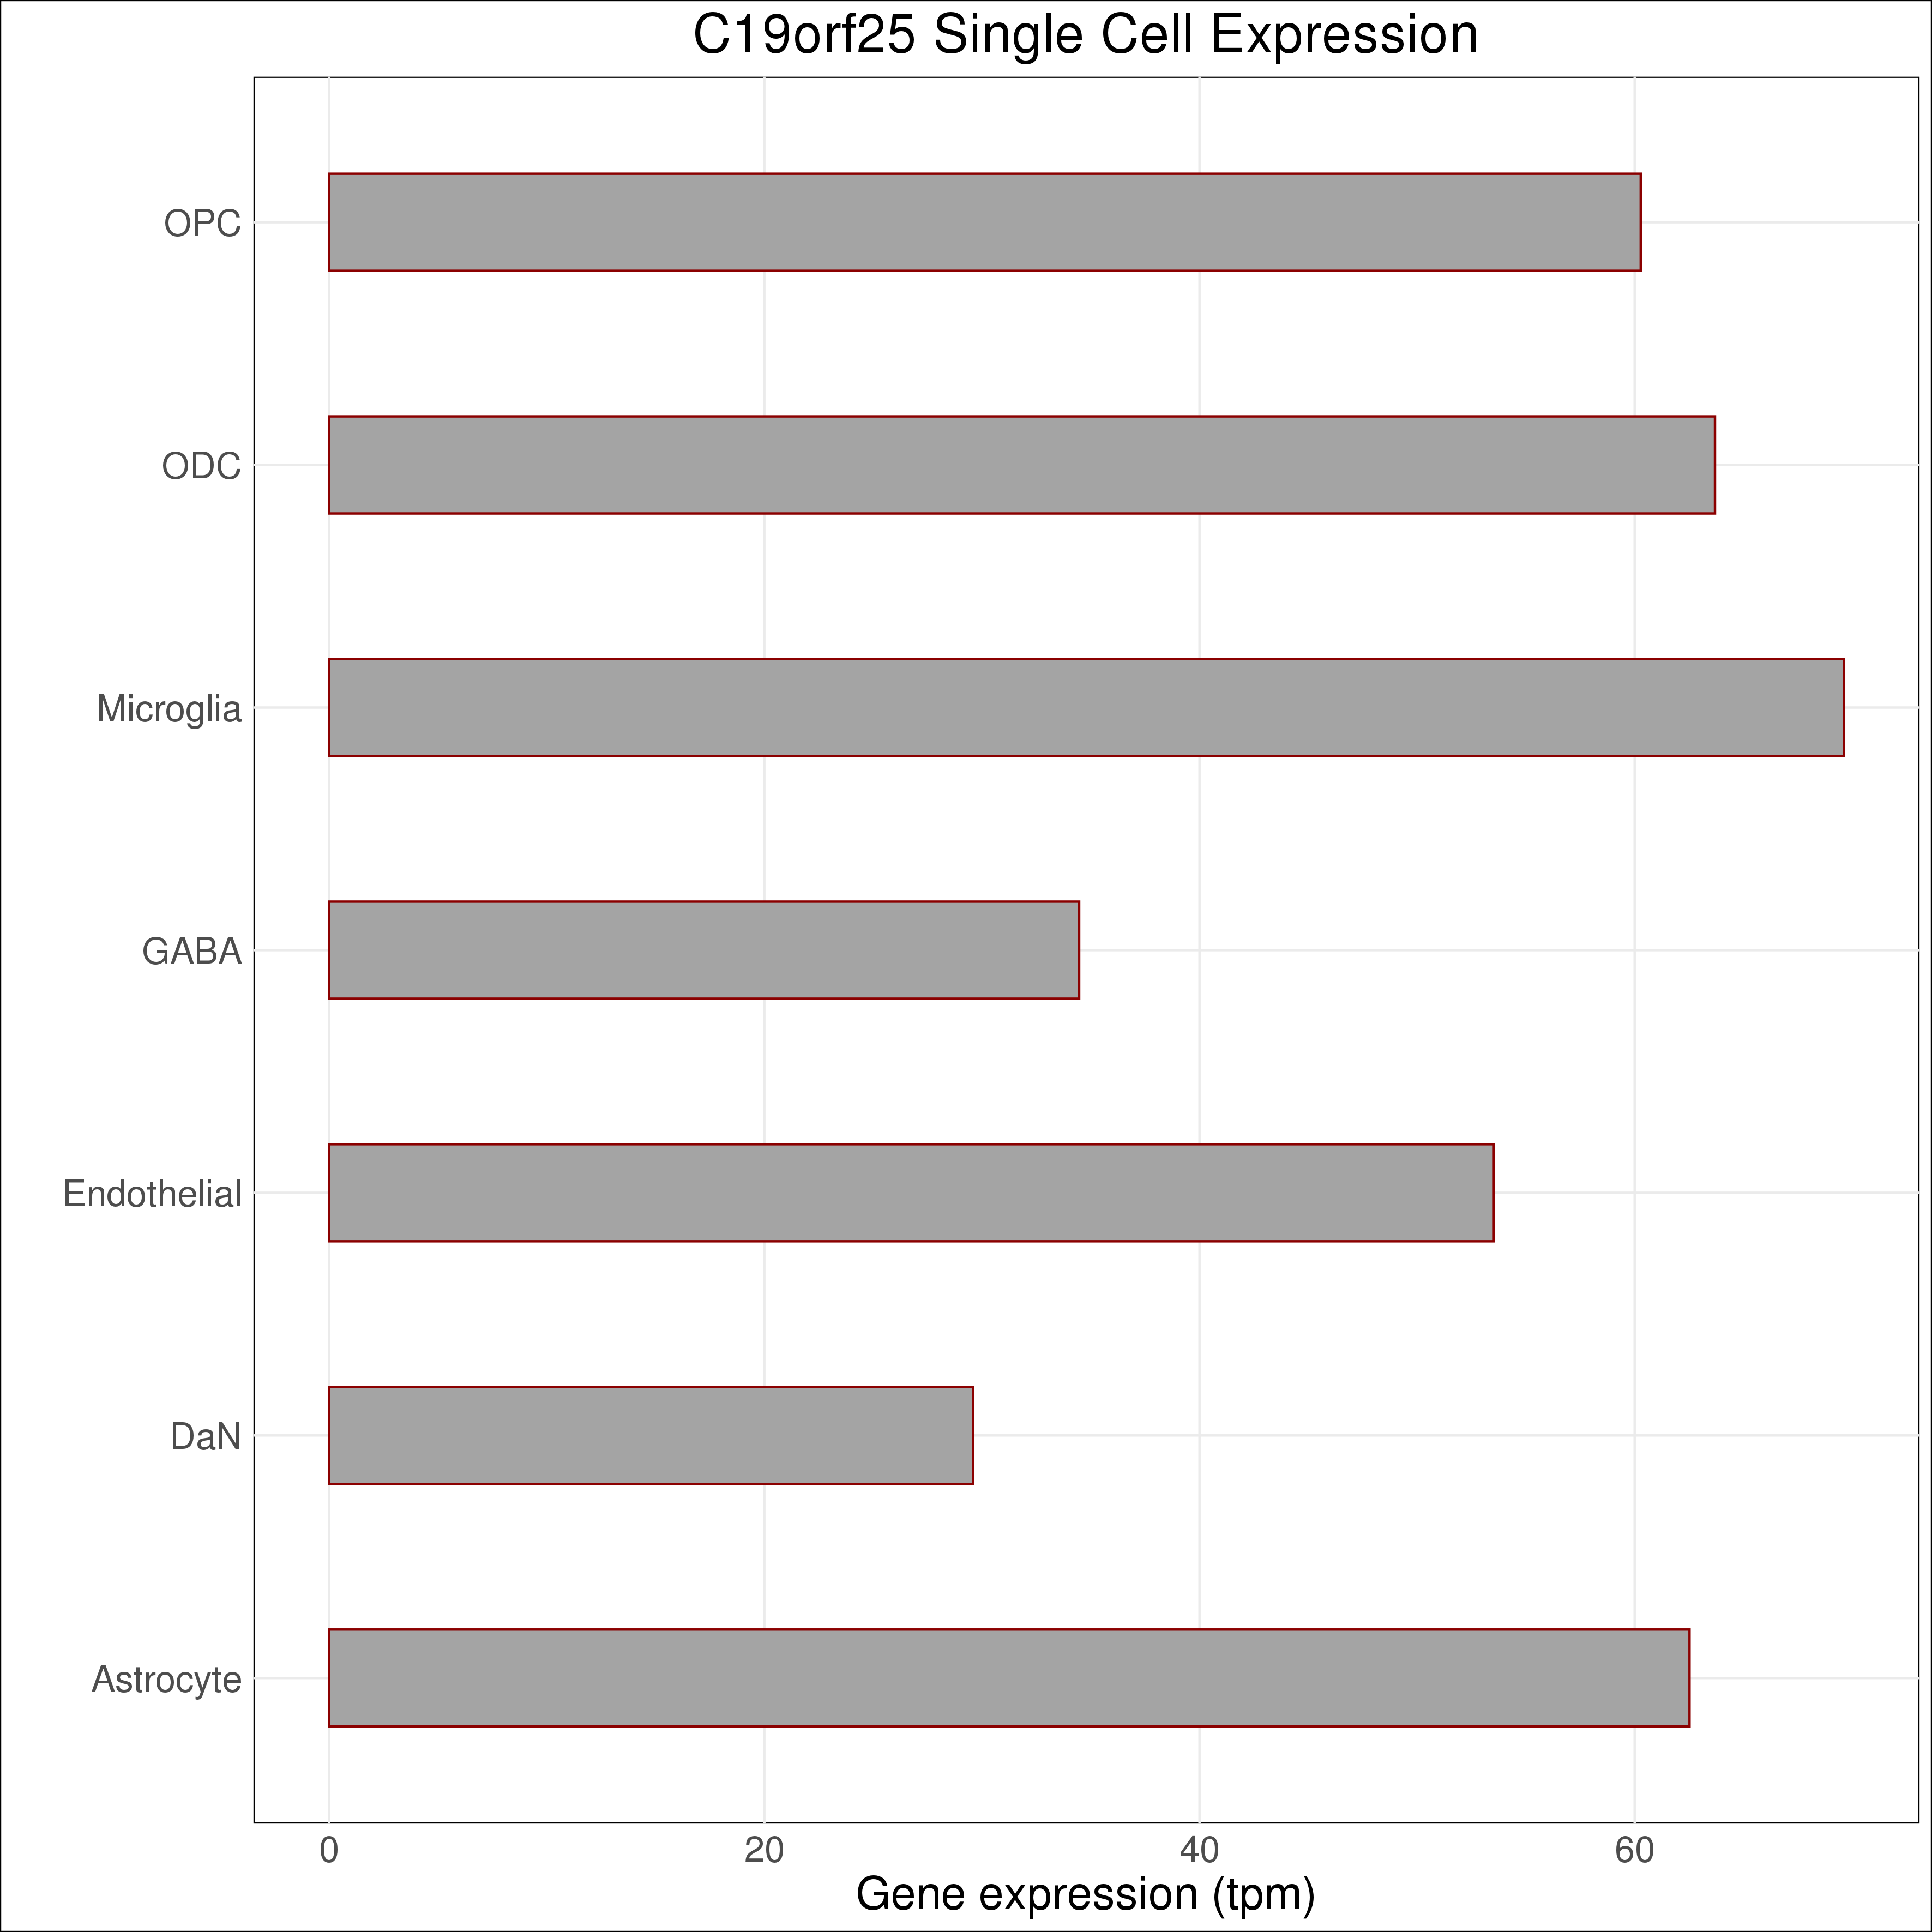 C19orf25 Single Cell Expression
OPC
ODC
Microglia
GABA
Endothelial
DaN
Astrocyte
0 20 40 60
Gene expression (tpm)